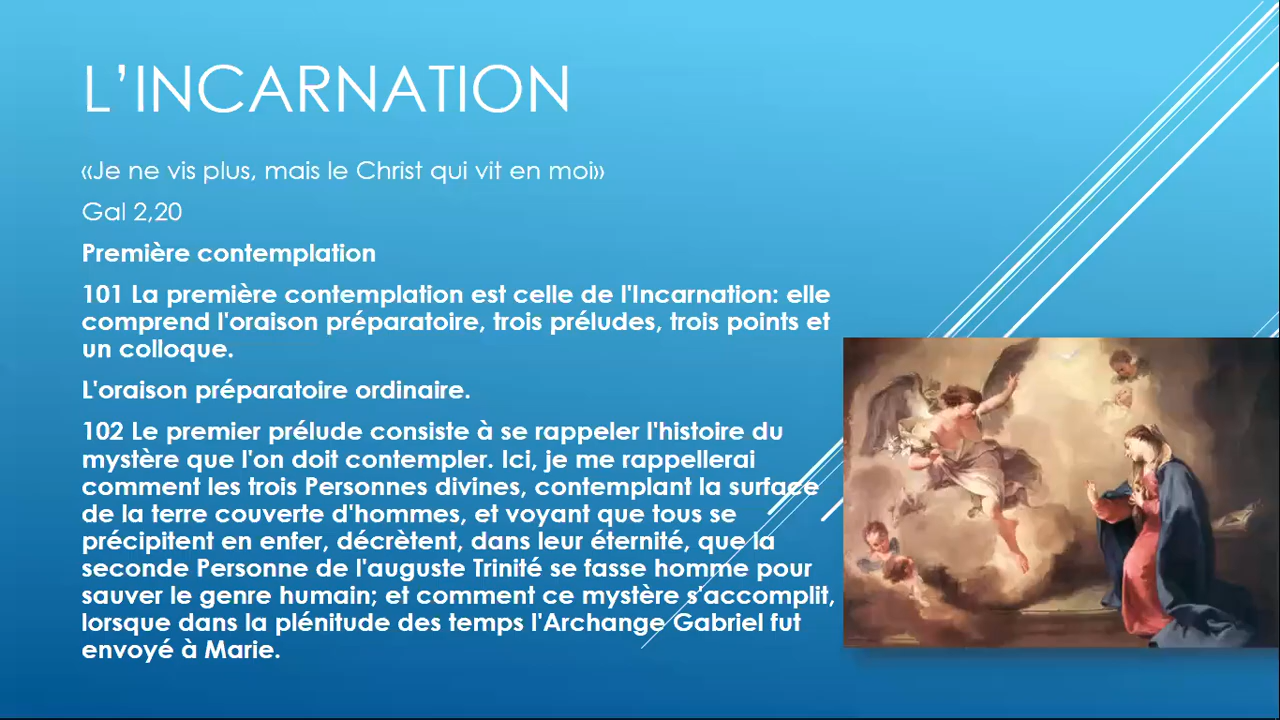 L’INCARNATION
«Je ne vis plus, mais le Christ qui vit en moi»
Gal 2,20
Première contemplation
101 La première contemplation est celle de l'Incarnation: elle
comprend l'oraison préparatoire, trois préludes, trois points et
un colloque.
L'oraison préparatoire ordinaire.
102 Le premier prélude consiste à se rappeler l'histoire du
mystère que l'on doit contempler. Ici, je me rappellerai
comment les trois Personnes divines, contemplant la surface
de la terre couverte d'hommes, et voyant que tous se
précipitent en enfer, décrètent, dans leur éternité, que la
seconde Personne de l'auguste Trinité se fasse homme pour
sauver le genre humain; et comment ce mystère s'accomplit,
lorsque dans la plénitude des temps l'Archange Gabriel fut
envoyé à Marie.